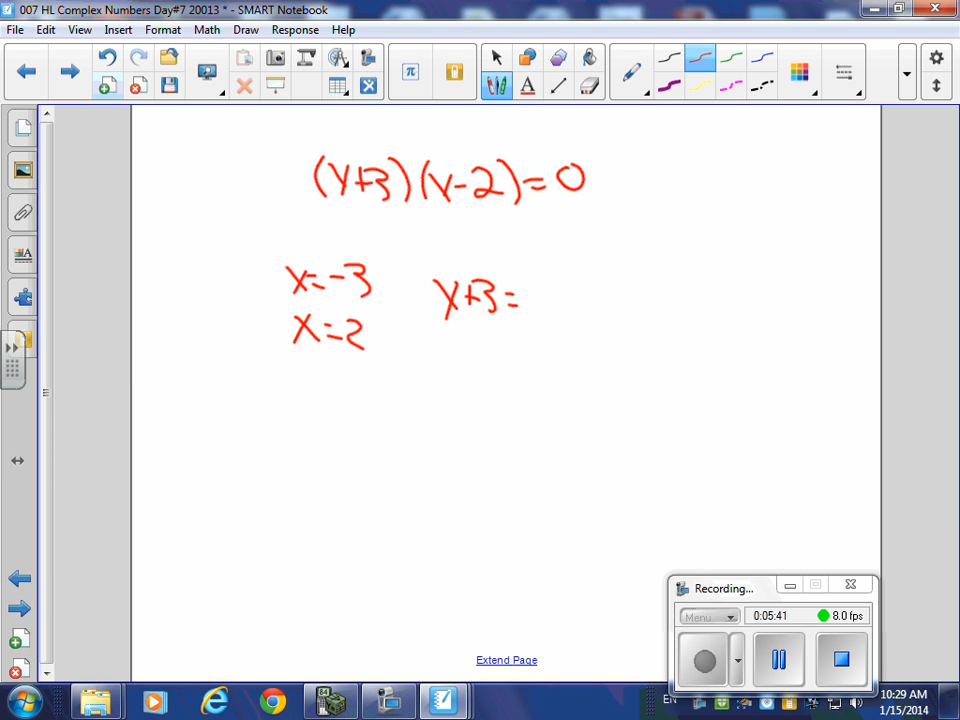 007 HL Complex Numbers Day#7 20013 * - SMART Notebook
File Edit View Insert Format Math Draw Response Help
(x+3)(x-2)=0
x=-3
x=2
x+3=
Recording...
Menu 0:05:41 8.0 fps
Extend Page
EN
10:29 AM
1/15/2014